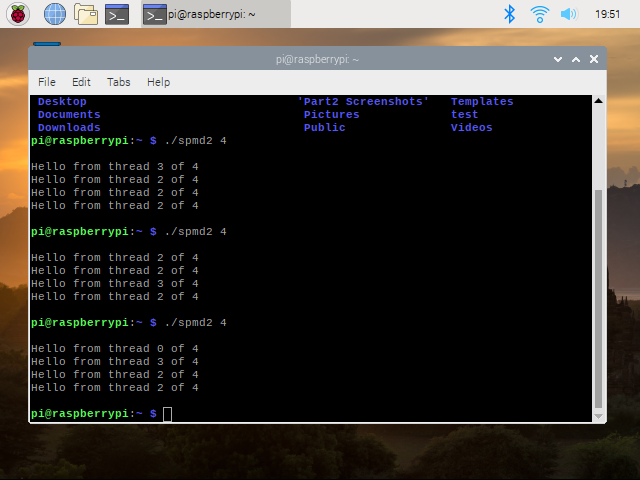 pi@raspberrypi: ~
19:51
pi@raspberrypi: ~
File Edit Tabs Help
Desktop 'Part2 Screenshots' Templates
Documents Pictures test
Downloads Public Videos
pi@raspberrypi:~ $ ./spmd2 4
Hello from thread 3 of 4
Hello from thread 2 of 4
Hello from thread 2 of 4
Hello from thread 2 of 4
pi@raspberrypi:~ $ ./spmd2 4
Hello from thread 2 of 4
Hello from thread 2 of 4
Hello from thread 3 of 4
Hello from thread 2 of 4
pi@raspberrypi:~ $ ./spmd2 4
Hello from thread 0 of 4
Hello from thread 3 of 4
Hello from thread 2 of 4
Hello from thread 2 of 4
pi@raspberrypi:~ $